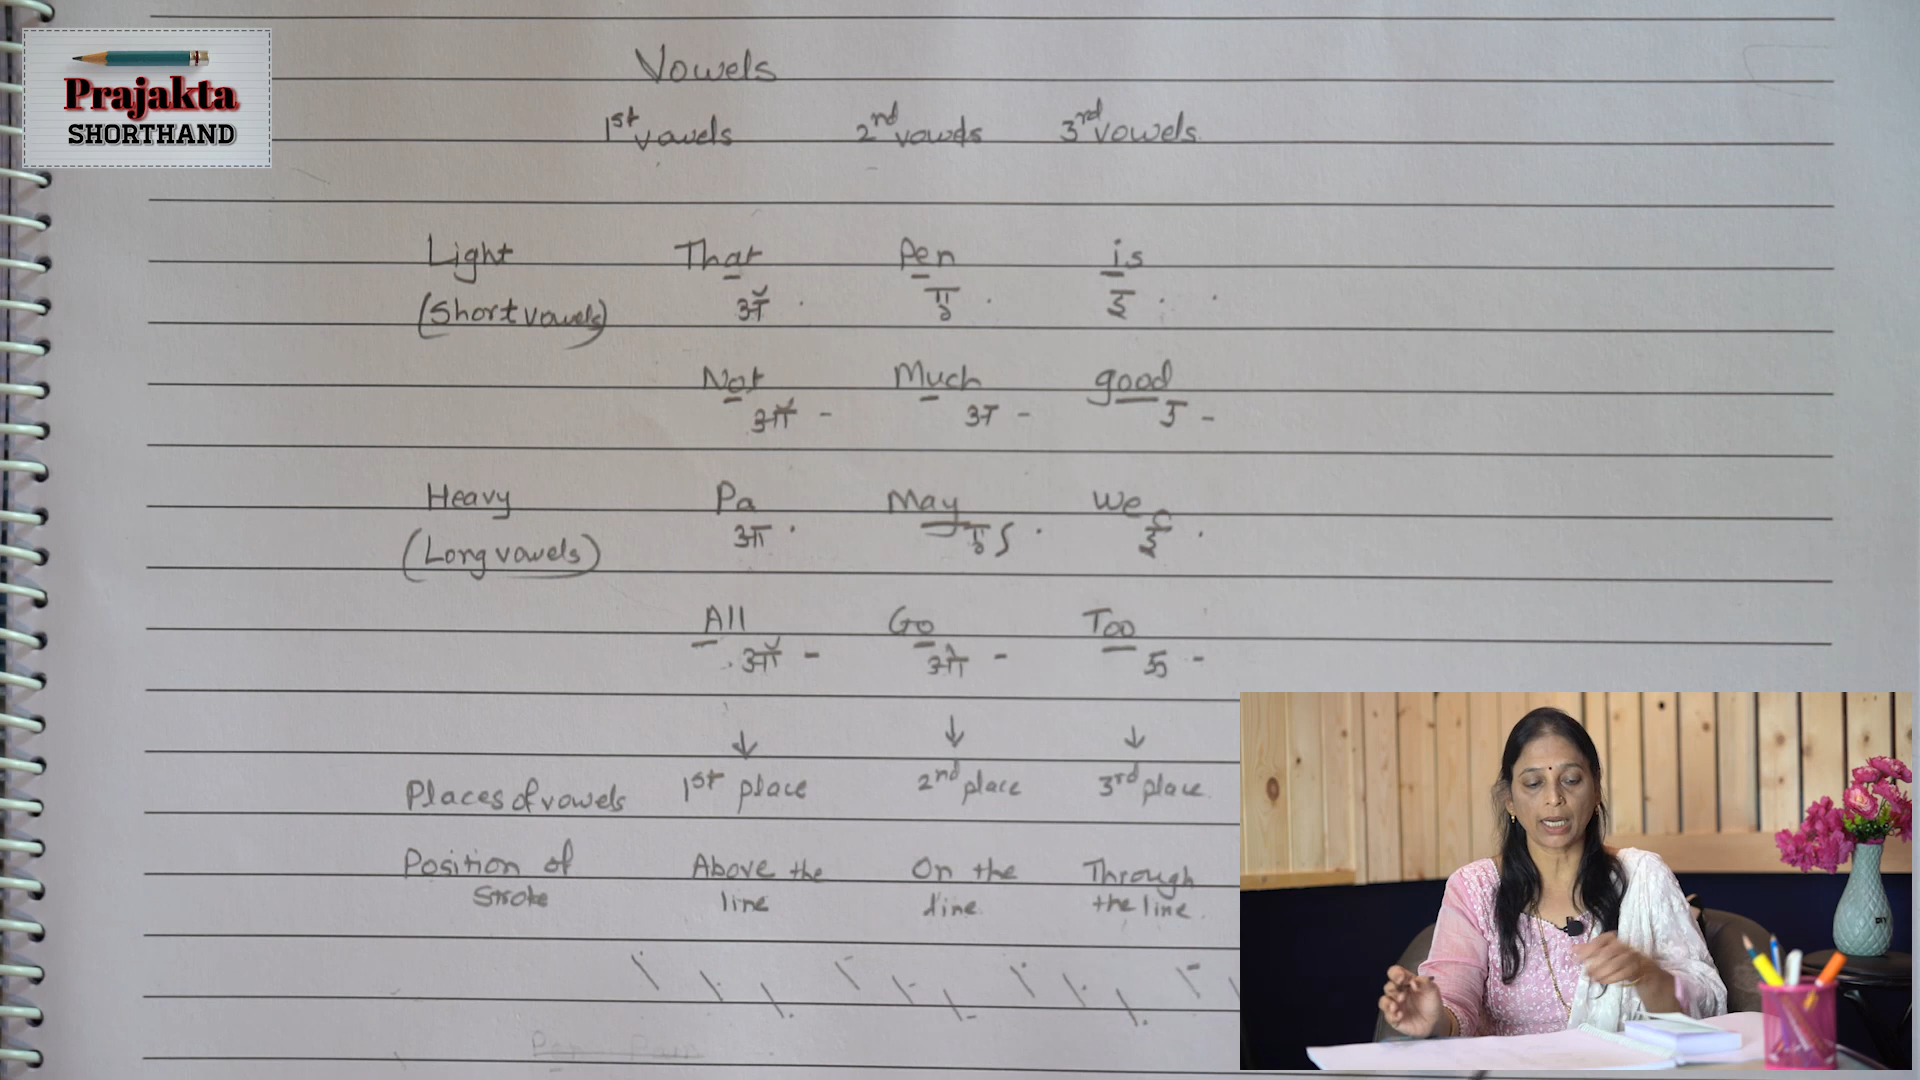 Prajakta
SHORTHAND
Vowels
1st vowels 2nd vowels 3rd vowels
Light That Pen is
(Short vowels) अॅ ऍ इ
Not Much good
ऑ अ उ
Heavy Pa May We
(Long vowels) आ ऍ ई
All Go Too
ऑ ओ ऊ
Places of vowels 1st place 2nd place 3rd place
Position of Above the On the Through
Stroke line line the line